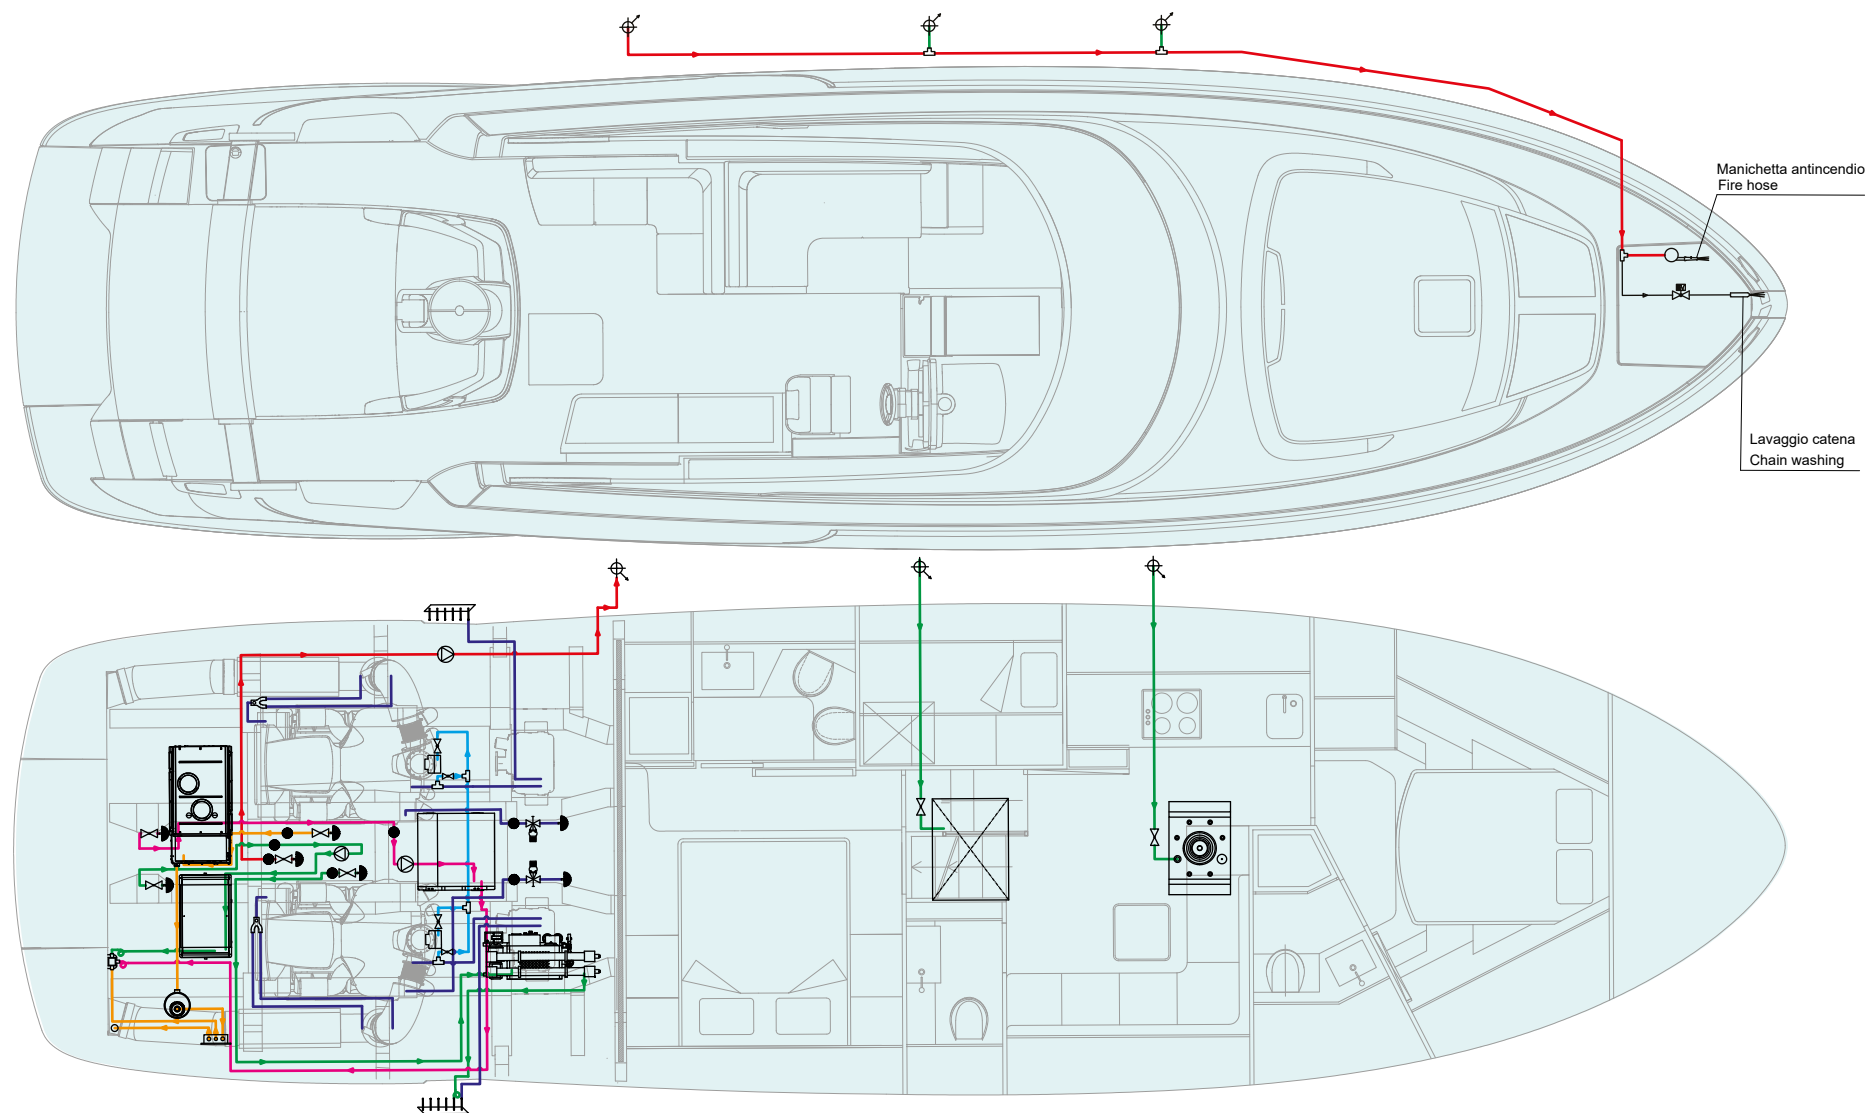 Manichetta antincendio
Fire hose
Lavaggio catena
Chain washing